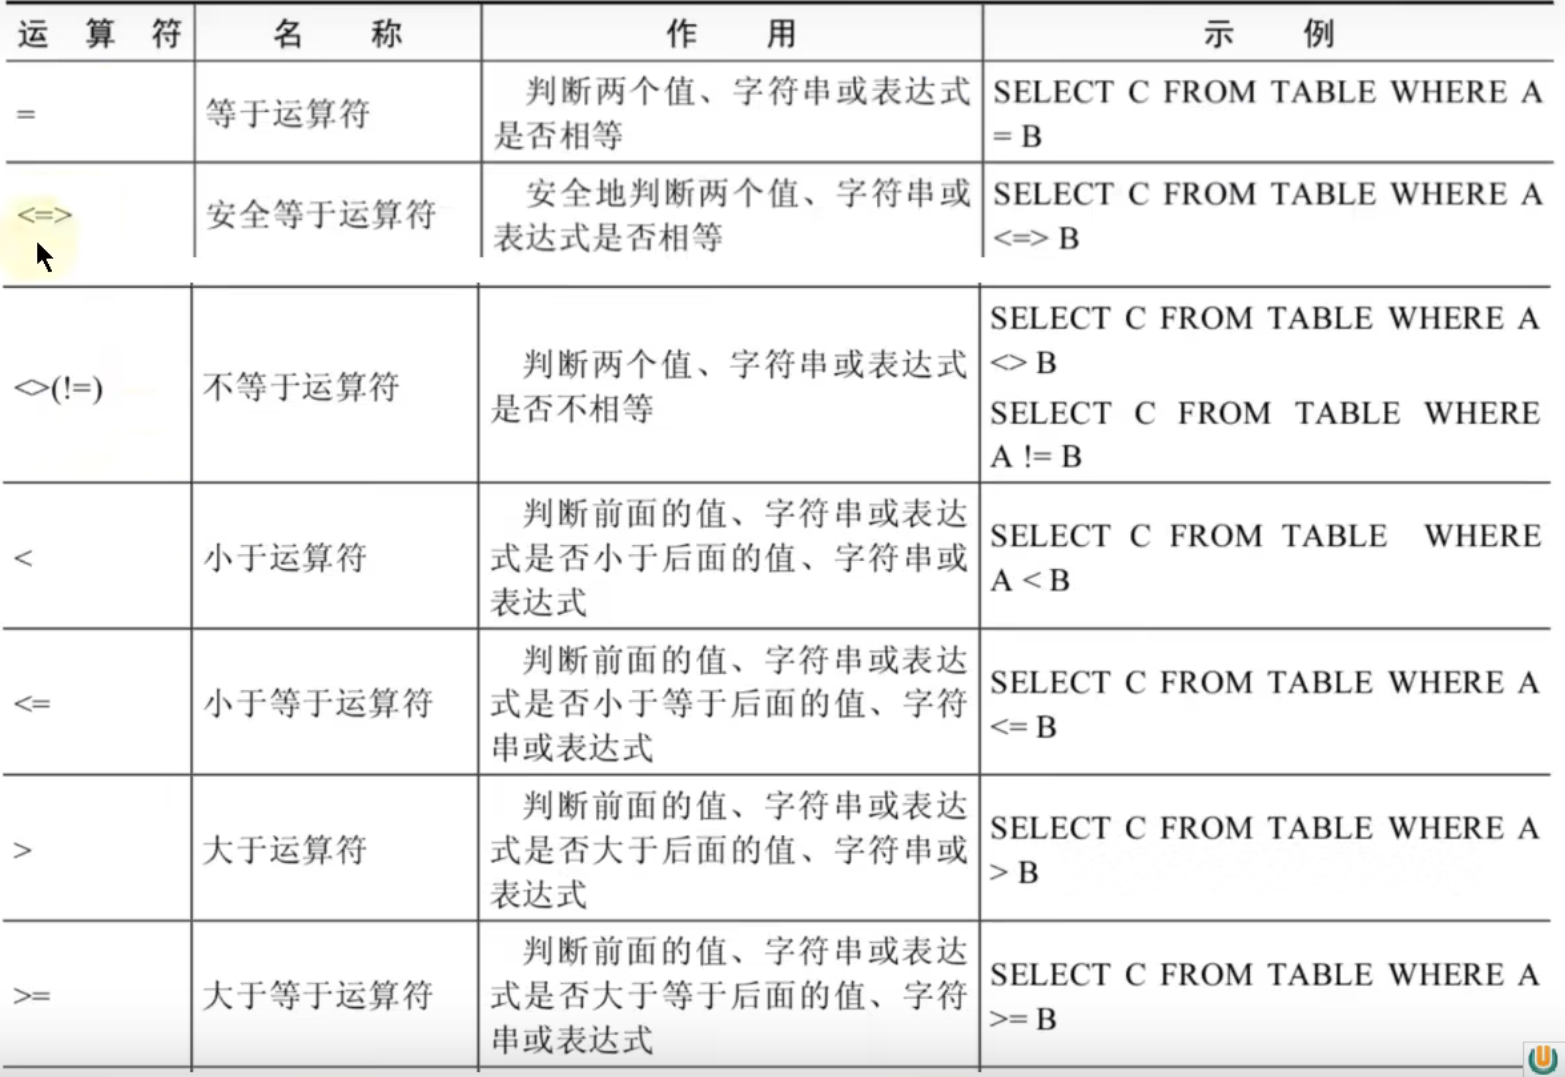 运 算 符 名 称 作 用 示 例
= 等于运算符 判断两个值、字符串或表达式 SELECT C FROM TABLE WHERE A
是否相等 = B
<=> 安全等于运算符 安全地判断两个值、字符串或 SELECT C FROM TABLE WHERE A
表达式是否相等 <=> B
<>(!=) 不等于运算符 判断两个值、字符串或表达式 SELECT C FROM TABLE WHERE A
是否不相等 <> B
SELECT C FROM TABLE WHERE
A != B
< 小于运算符 判断前面的值、字符串或表达 SELECT C FROM TABLE WHERE
式是否小于后面的值、字符串或 A < B
表达式
<= 小于等于运算符 判断前面的值、字符串或表达 SELECT C FROM TABLE WHERE A
式是否小于等于后面的值、字符 <= B
串或表达式
> 大于运算符 判断前面的值、字符串或表达 SELECT C FROM TABLE WHERE A
式是否大于后面的值、字符串或 > B
表达式
>= 大于等于运算符 判断前面的值、字符串或表达 SELECT C FROM TABLE WHERE A
式是否大于等于后面的值、字符 >= B
串或表达式